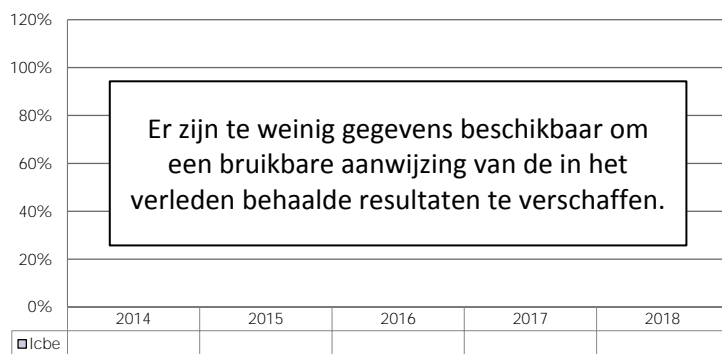 120%
100%
80%
60%
40%
20%
0%
Er zijn te weinig gegevens beschikbaar om
een bruikbare aanwijzing van de in het
verleden behaalde resultaten te verschaffen.
2014 2015 2016 2017 2018
Icbe